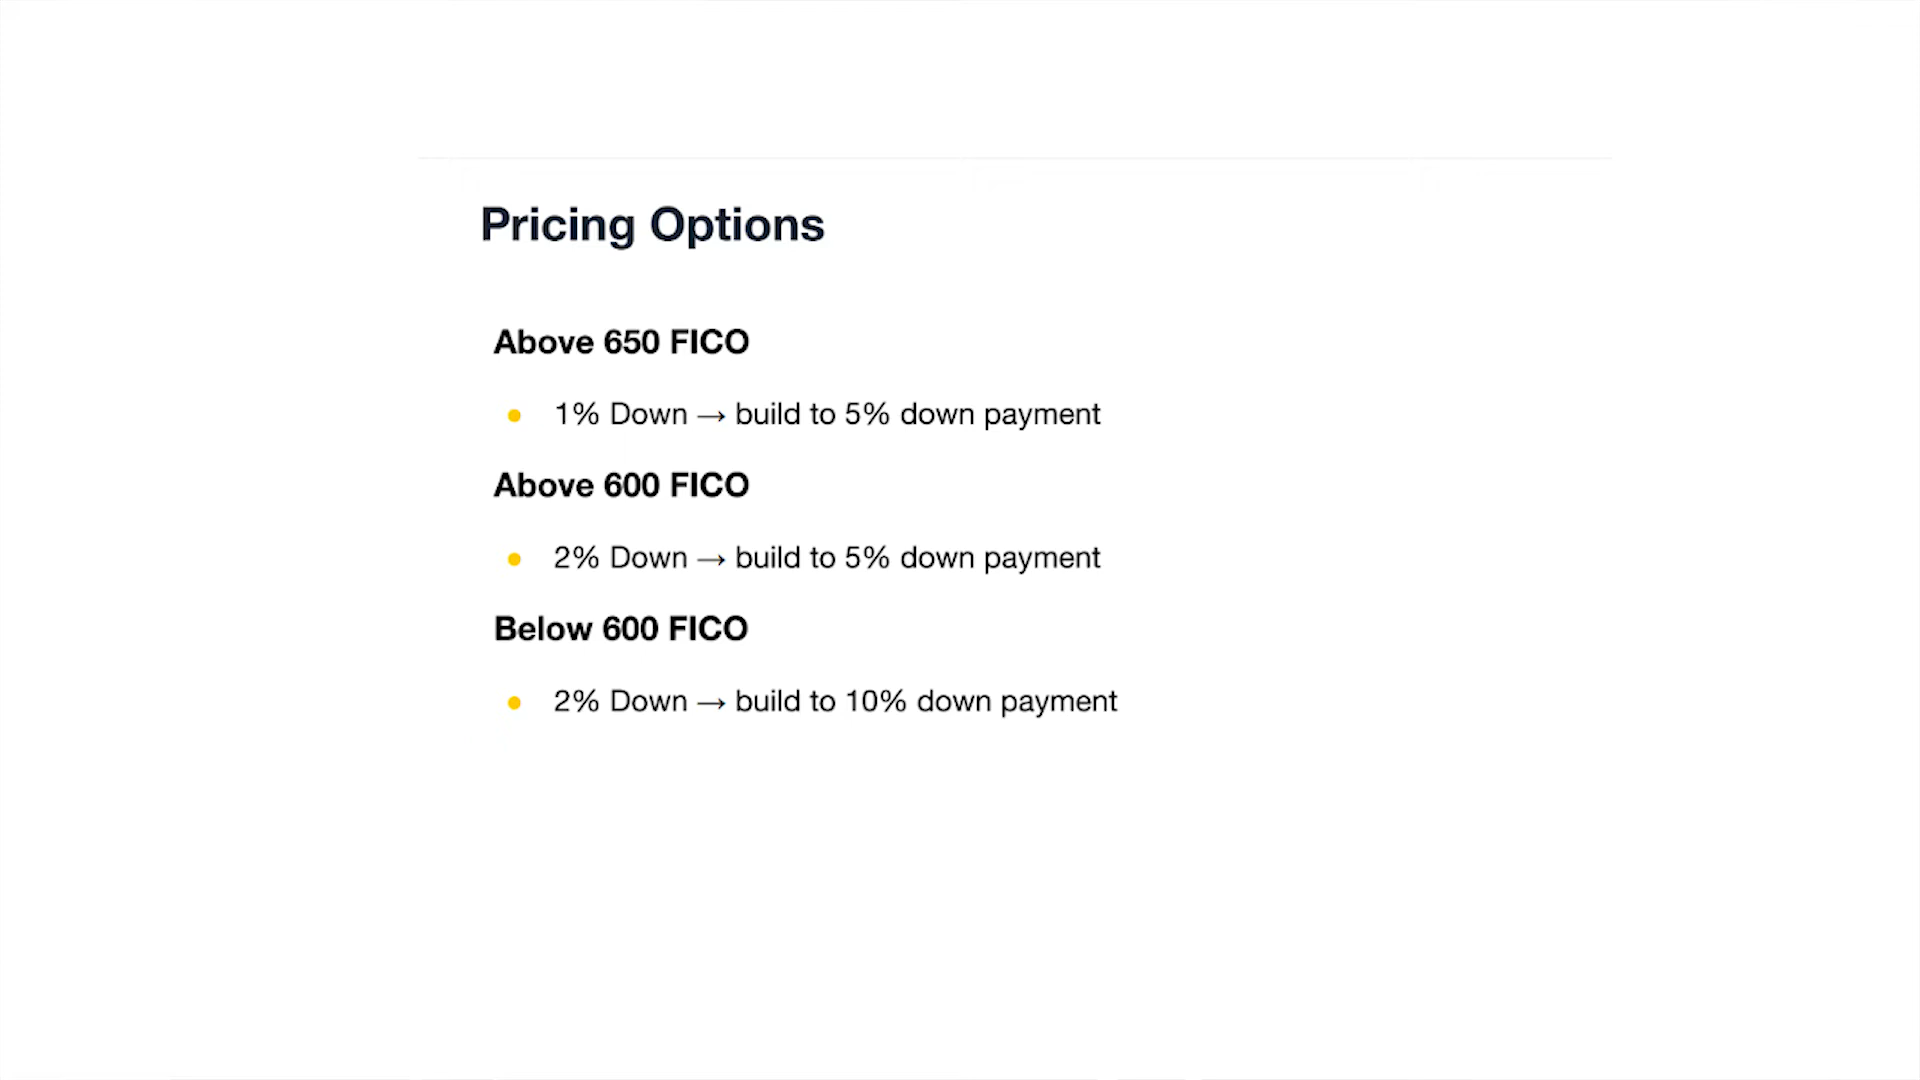 Pricing Options
Above 650 FICO
• 1% Down → build to 5% down payment
Above 600 FICO
• 2% Down → build to 5% down payment
Below 600 FICO
• 2% Down → build to 10% down payment